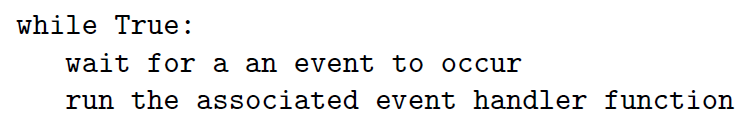 while True:
   wait for a an event to occur
   run the associated event handler function